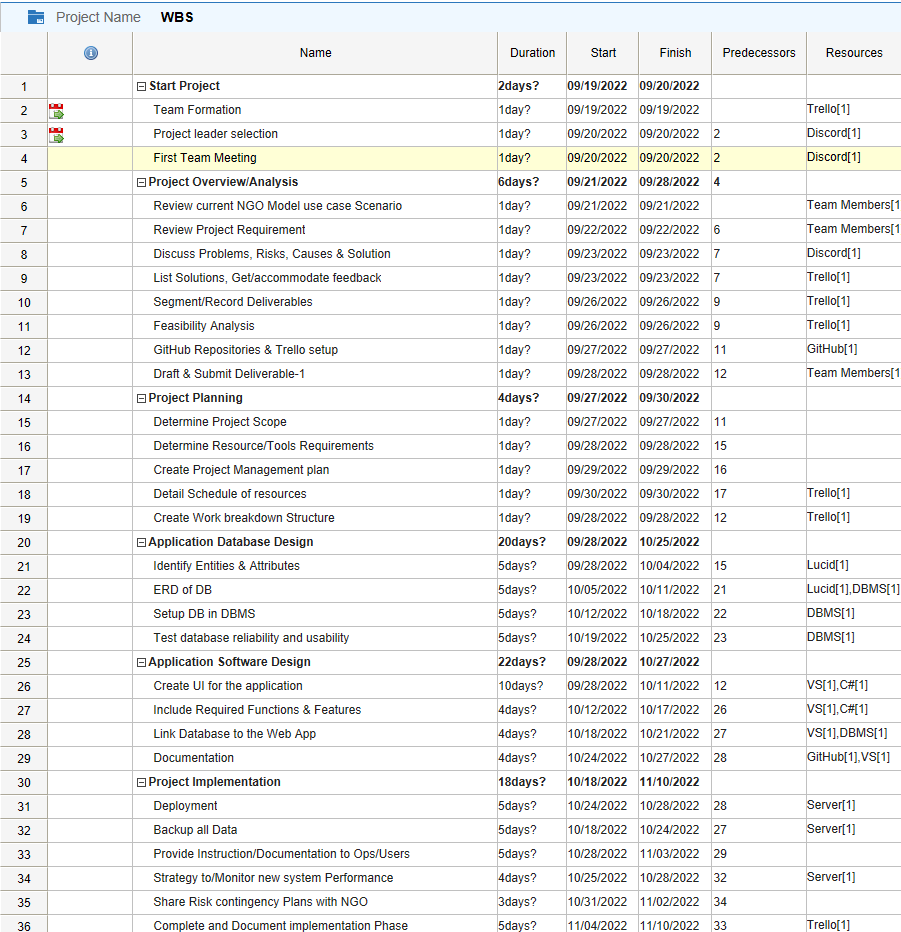 Project Name WBS
Name Duration Start Finish Predecessors Resources
1 Start Project 2days? 09/19/2022 09/20/2022
2 Team Formation 1day? 09/19/2022 09/19/2022 Trello[1]
3 Project leader selection 1day? 09/20/2022 09/20/2022 2 Discord[1]
4 First Team Meeting 1day? 09/20/2022 09/20/2022 2 Discord[1]
5 Project Overview/Analysis 6days? 09/21/2022 09/28/2022 4
6 Review current NGO Model use case Scenario 1day? 09/21/2022 09/21/2022 Team Members[1
7 Review Project Requirement 1day? 09/22/2022 09/22/2022 6 Team Members[1
8 Discuss Problems, Risks, Causes & Solution 1day? 09/23/2022 09/23/2022 7 Discord[1]
9 List Solutions, Get/accommodate feedback 1day? 09/23/2022 09/23/2022 7 Trello[1]
10 Segment/Record Deliverables 1day? 09/26/2022 09/26/2022 9 Trello[1]
11 Feasibility Analysis 1day? 09/26/2022 09/26/2022 9 Trello[1]
12 GitHub Repositories & Trello setup 1day? 09/27/2022 09/27/2022 11 GitHub[1]
13 Draft & Submit Deliverable-1 1day? 09/28/2022 09/28/2022 12 Team Members[1
14 Project Planning 4days? 09/27/2022 09/30/2022
15 Determine Project Scope 1day? 09/27/2022 09/27/2022 11
16 Determine Resource/Tools Requirements 1day? 09/28/2022 09/28/2022 15
17 Create Project Management plan 1day? 09/29/2022 09/29/2022 16
18 Detail Schedule of resources 1day? 09/30/2022 09/30/2022 17 Trello[1]
19 Create Work breakdown Structure 1day? 09/28/2022 09/28/2022 12 Trello[1]
20 Application Database Design 20days? 09/28/2022 10/25/2022
21 Identify Entities & Attributes 5days? 09/28/2022 10/04/2022 15 Lucid[1]
22 ERD of DB 5days? 10/05/2022 10/11/2022 21 Lucid[1],DBMS[1]
23 Setup DB in DBMS 5days? 10/12/2022 10/18/2022 22 DBMS[1]
24 Test database reliability and usability 5days? 10/19/2022 10/25/2022 23 DBMS[1]
25 Application Software Design 22days? 09/28/2022 10/27/2022
26 Create UI for the application 10days? 09/28/2022 10/11/2022 12 VS[1],C#[1]
27 Include Required Functions & Features 4days? 10/12/2022 10/17/2022 26 VS[1],C#[1]
28 Link Database to the Web App 4days? 10/18/2022 10/21/2022 27 VS[1],DBMS[1]
29 Documentation 4days? 10/24/2022 10/27/2022 28 GitHub[1],VS[1]
30 Project Implementation 18days? 10/18/2022 11/10/2022
31 Deployment 5days? 10/24/2022 10/28/2022 28 Server[1]
32 Backup all Data 5days? 10/18/2022 10/24/2022 27 Server[1]
33 Provide Instruction/Documentation to Ops/Users 5days? 10/28/2022 11/03/2022 29
34 Strategy to/Monitor new system Performance 4days? 10/25/2022 10/28/2022 32 Server[1]
35 Share Risk contingency Plans with NGO 3days? 10/31/2022 11/02/2022 34
36 Complete and Document implementation Phase 5days? 11/04/2022 11/10/2022 33 Trello[1]